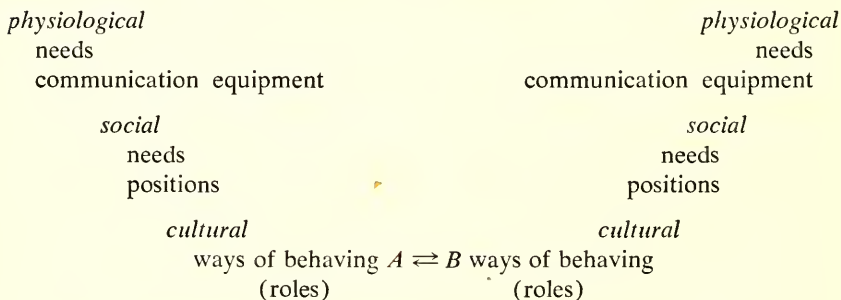 physiological physiological
needs needs
communication equipment communication equipment
social social
needs needs
positions positions
cultural cultural
ways of behaving A ⇌ B ways of behaving
(roles) (roles)